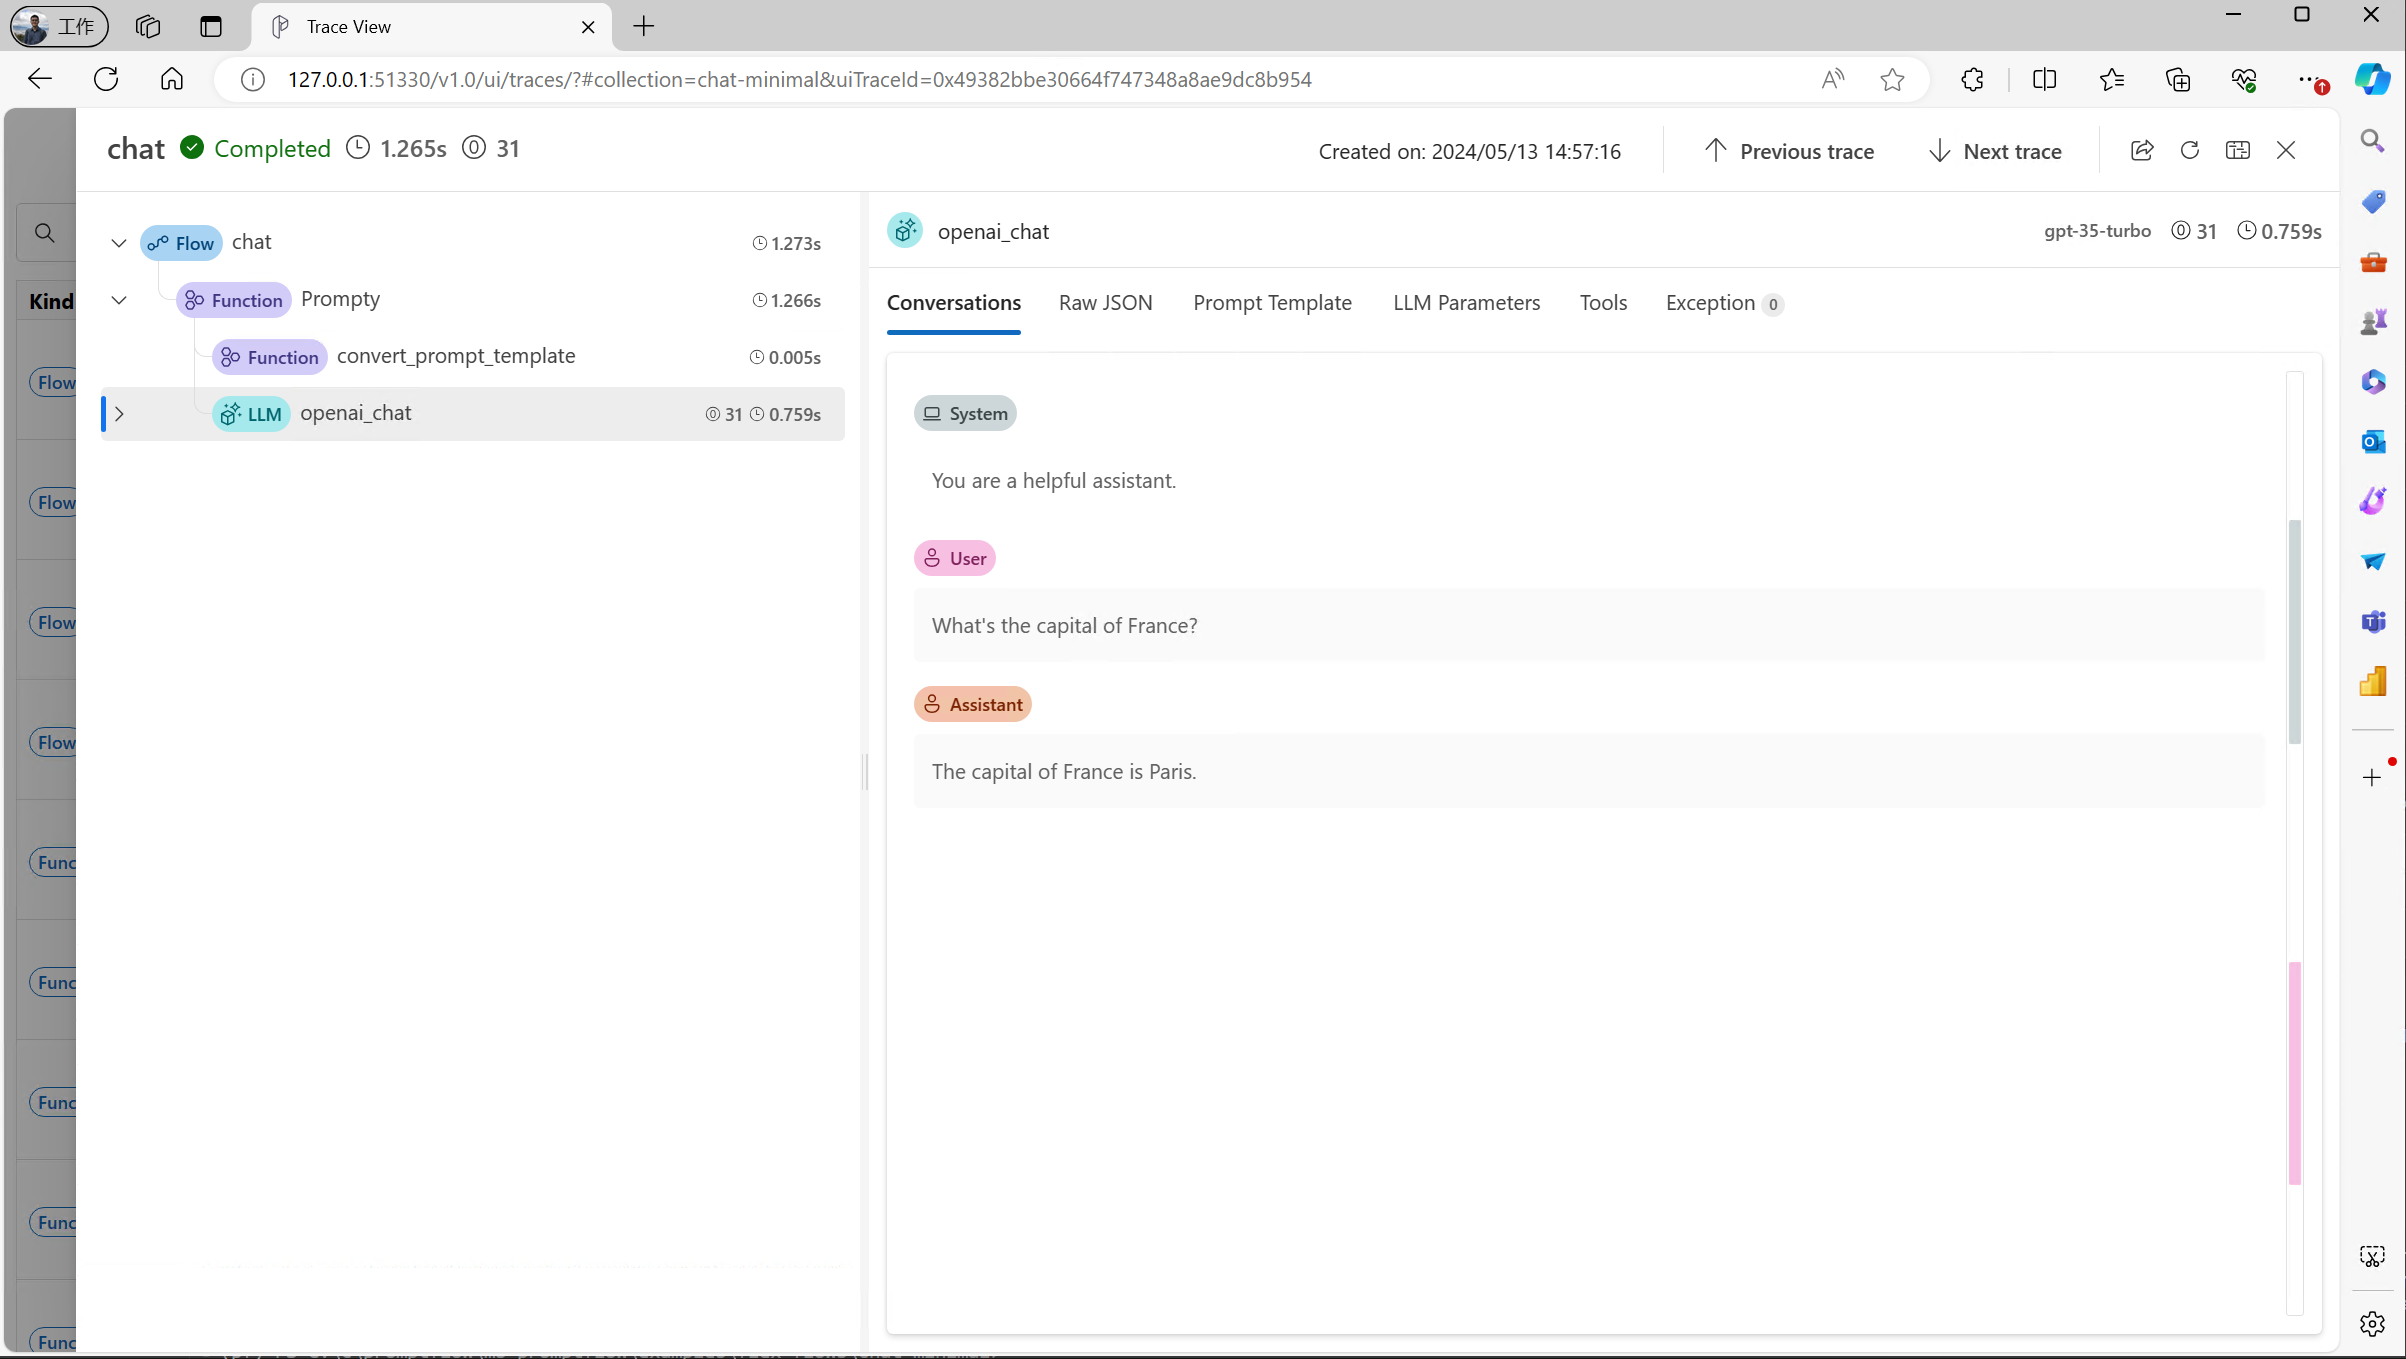 工作
Trace View
127.0.0.1:51330/v1.0/ui/traces/?#collection=chat-minimal&uiTraceId=0x49382bbe30664f747348a8ae9dc8b954
chat Completed 1.265s 31
Created on: 2024/05/13 14:57:16 Previous trace Next trace
Kind
Flow
Flow
Flow
Flow
Func
Func
Func
Func
Func
Flow chat 1.273s
Function Prompty 1.266s
Function convert_prompt_template 0.005s
LLM openai_chat 31 0.759s
openai_chat gpt-35-turbo 31 0.759s
Conversations Raw JSON Prompt Template LLM Parameters Tools Exception 0
System
You are a helpful assistant.
User
What's the capital of France?
Assistant
The capital of France is Paris.